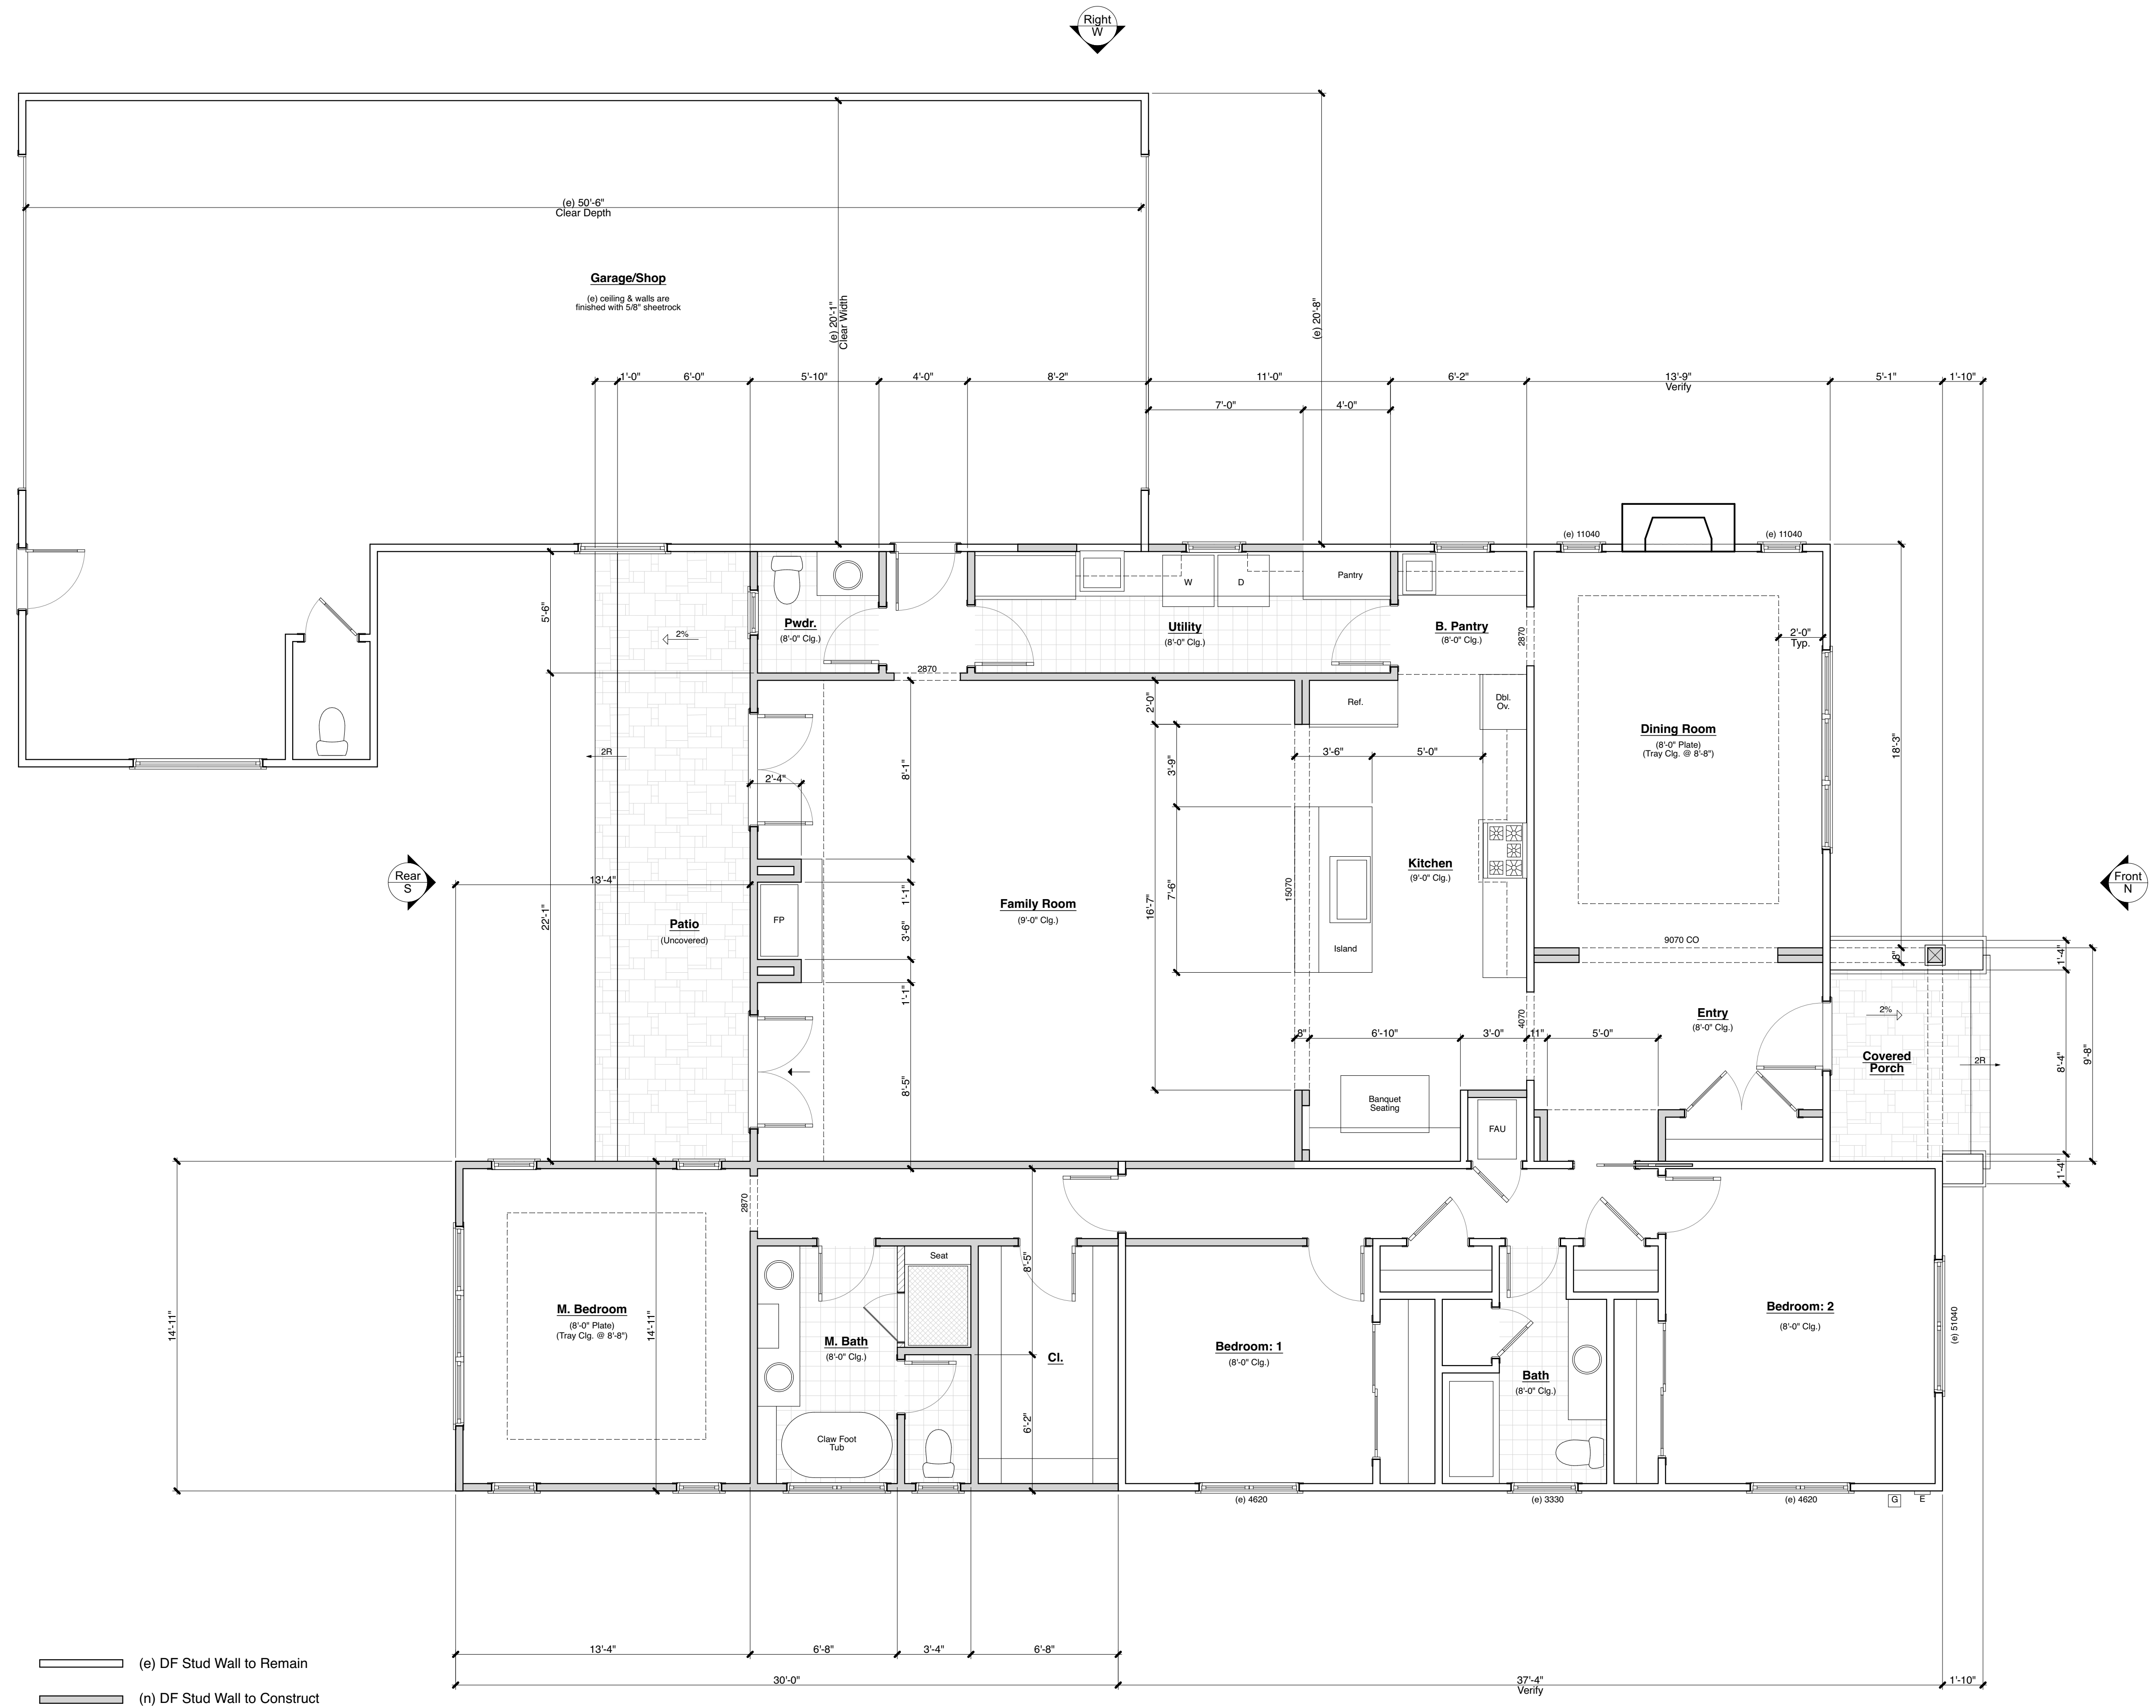 Right
W
(e) 50'-6"
Clear Depth
Garage/Shop
(e) ceiling & walls are
finished with 5/8" sheetrock
(e) 20'-1"
Clear Width
(e) 20'-8"
1'-0"
6'-0"
5'-10"
4'-0"
8'-2"
11'-0"
6'-2"
13'-9"
Verify
5'-1"
1'-10"
7'-0"
4'-0"
(e) 11040
(e) 11040
5'-6"
2%
Pwdr.
(8'-0" Clg.)
2870
W
D
Pantry
Utility
(8'-0" Clg.)
B. Pantry
(8'-0" Clg.)
2870
2'-0"
Typ.
2R
2'-4"
8'-1"
2'-0"
3'-9"
Ref.
Dbl.
Ov.
3'-6"
5'-0"
Dining Room
(8'-0" Plate)
(Tray Clg. @ 8'-8")
18'-3"
Rear
S
13'-4"
22'-1"
Patio
(Uncovered)
FP
1'-1"
3'-6"
1'-1"
8'-5"
Family Room
(9'-0" Clg.)
16'-7"
7'-6"
15070
Island
Kitchen
(9'-0" Clg.)
Front
N
9070 CO
8"
1'-4"
4070
Entry
(8'-0" Clg.)
2%
Covered
Porch
2R
8'-4"
9'-8"
1'-4"
8"
6'-10"
3'-0"
11"
5'-0"
Banquet
Seating
FAU
14'-11"
2870
M. Bedroom
(8'-0" Plate)
(Tray Clg. @ 8'-8")
14'-11"
Seat
M. Bath
(8'-0" Clg.)
Claw Foot
Tub
8'-5"
Cl.
6'-2"
Bedroom: 1
(8'-0" Clg.)
Bath
(8'-0" Clg.)
Bedroom: 2
(8'-0" Clg.)
(e) 51040
(e) 4620
(e) 3330
(e) 4620
G
E
13'-4"
6'-8"
3'-4"
6'-8"
30'-0"
37'-4"
Verify
1'-10"
(e) DF Stud Wall to Remain
(n) DF Stud Wall to Construct